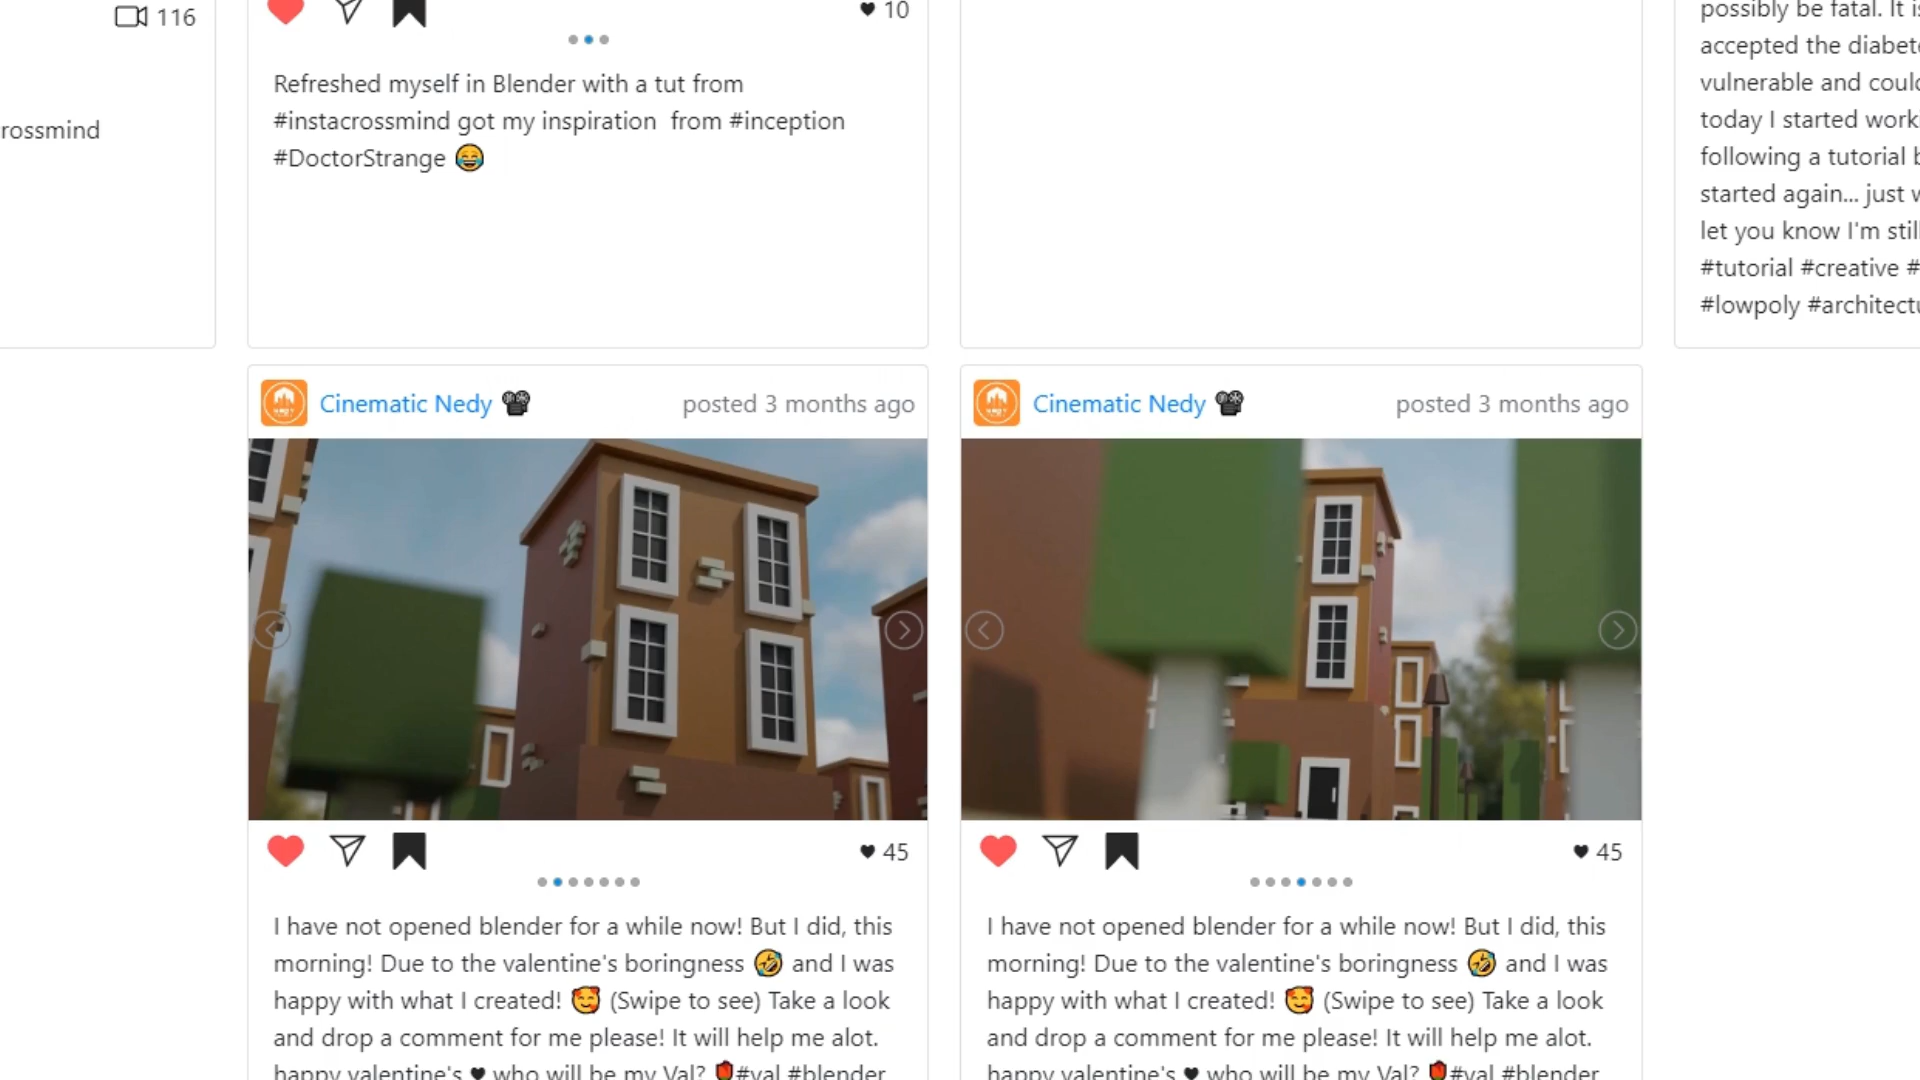 116
rossmind
10
Refreshed myself in Blender with a tut from
#instacrossmind got my inspiration  from #inception
#DoctorStrange 😂
possibly be fatal. It i
accepted the diabet
vulnerable and coul
today I started work
following a tutorial b
started again... just w
let you know I'm stil
#tutorial #creative #
#lowpoly #architect
Cinematic Nedy 📽 posted 3 months ago
45
I have not opened blender for a while now! But I did, this
morning! Due to the valentine's boringness 🤣 and I was
happy with what I created! 🥰 (Swipe to see) Take a look
and drop a comment for me please! It will help me alot.
happy valentine's ♥ who will be my Val? 🌹#val #blender
Cinematic Nedy 📽 posted 3 months ago
45
I have not opened blender for a while now! But I did, this
morning! Due to the valentine's boringness 🤣 and I was
happy with what I created! 🥰 (Swipe to see) Take a look
and drop a comment for me please! It will help me alot.
happy valentine's ♥ who will be my Val? 🌹#val #blender